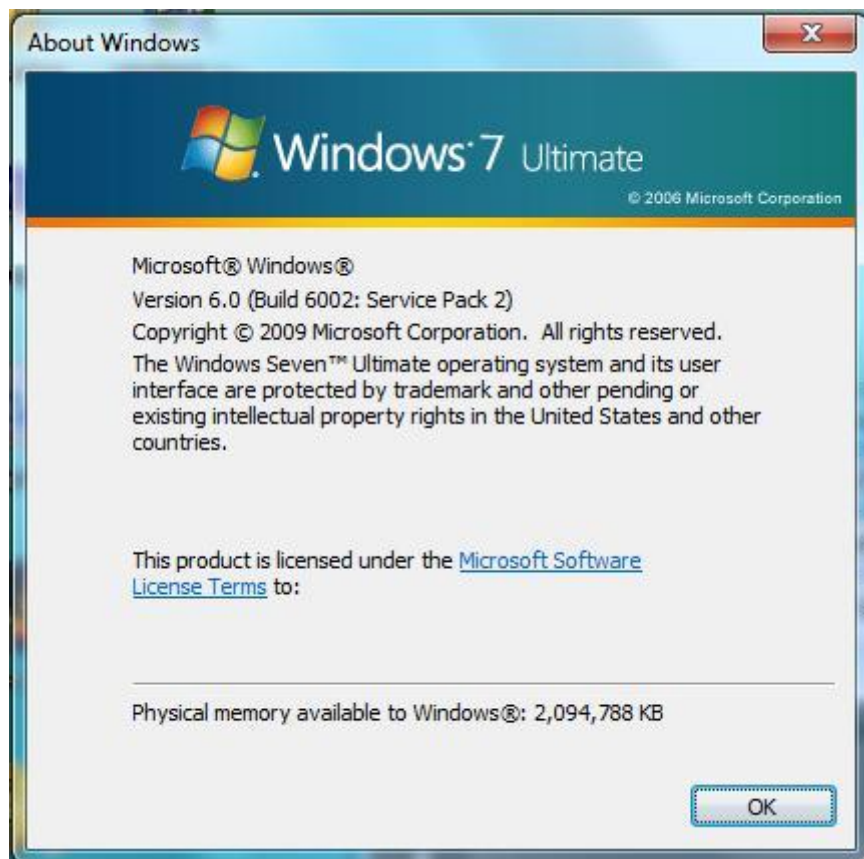 About Windows
Windows 7 Ultimate
© 2006 Microsoft Corporation
Microsoft® Windows®
Version 6.0 (Build 6002: Service Pack 2)
Copyright © 2009 Microsoft Corporation. All rights reserved.
The Windows Seven™ Ultimate operating system and its user
interface are protected by trademark and other pending or
existing intellectual property rights in the United States and other
countries.
This product is licensed under the Microsoft Software
License Terms to:
Physical memory available to Windows®: 2,094,788 KB
OK